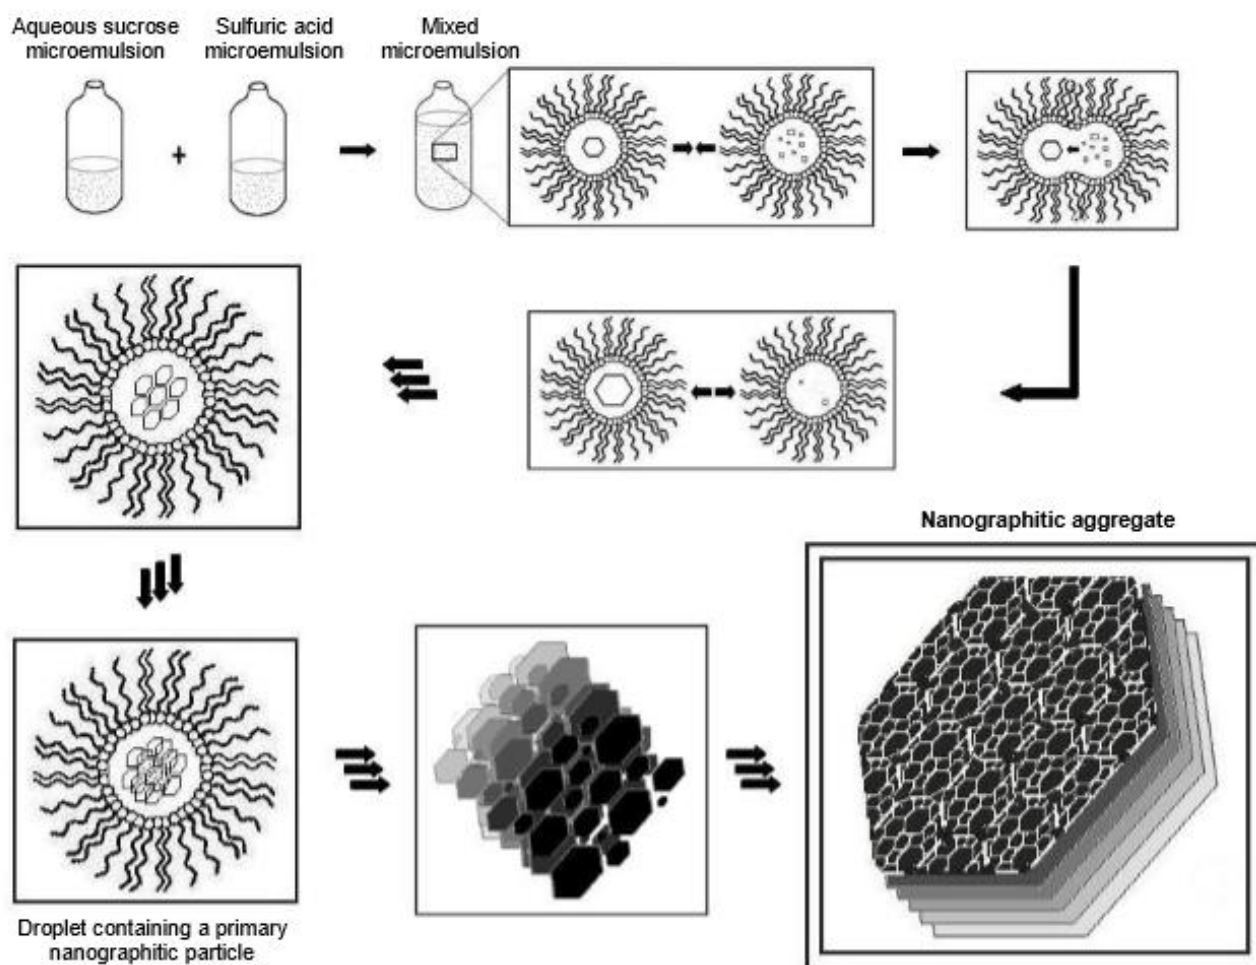 Aqueous sucrose
microemulsion
Sulfuric acid
microemulsion
Mixed
microemulsion
+
Nanographitic aggregate
Droplet containing a primary
nanographitic particle